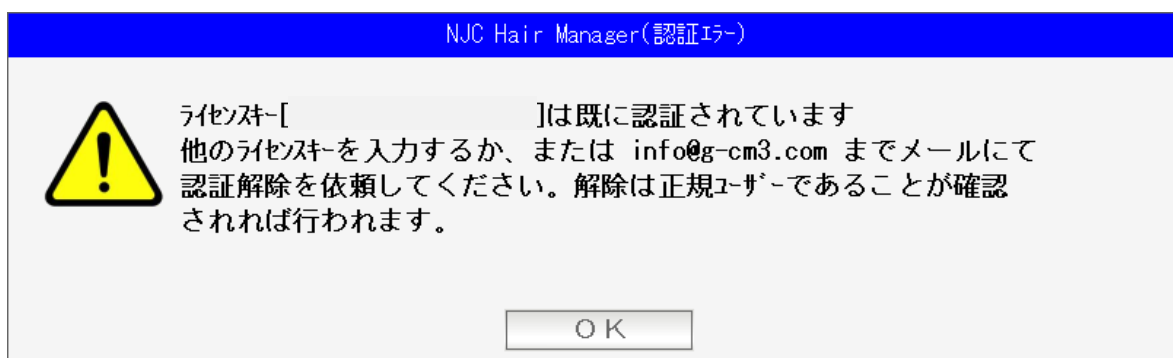 NJC Hair Manager(認証ｴﾗｰ)
ﾗｲｾﾝｽｷｰ[                    ]は既に認証されています
他のﾗｲｾﾝｽｷｰを入力するか、または info@g-cm3.com までメールにて
認証解除を依頼してください。解除は正規ﾕｰｻﾞｰであることが確認
されれば行われます。
ＯＫ